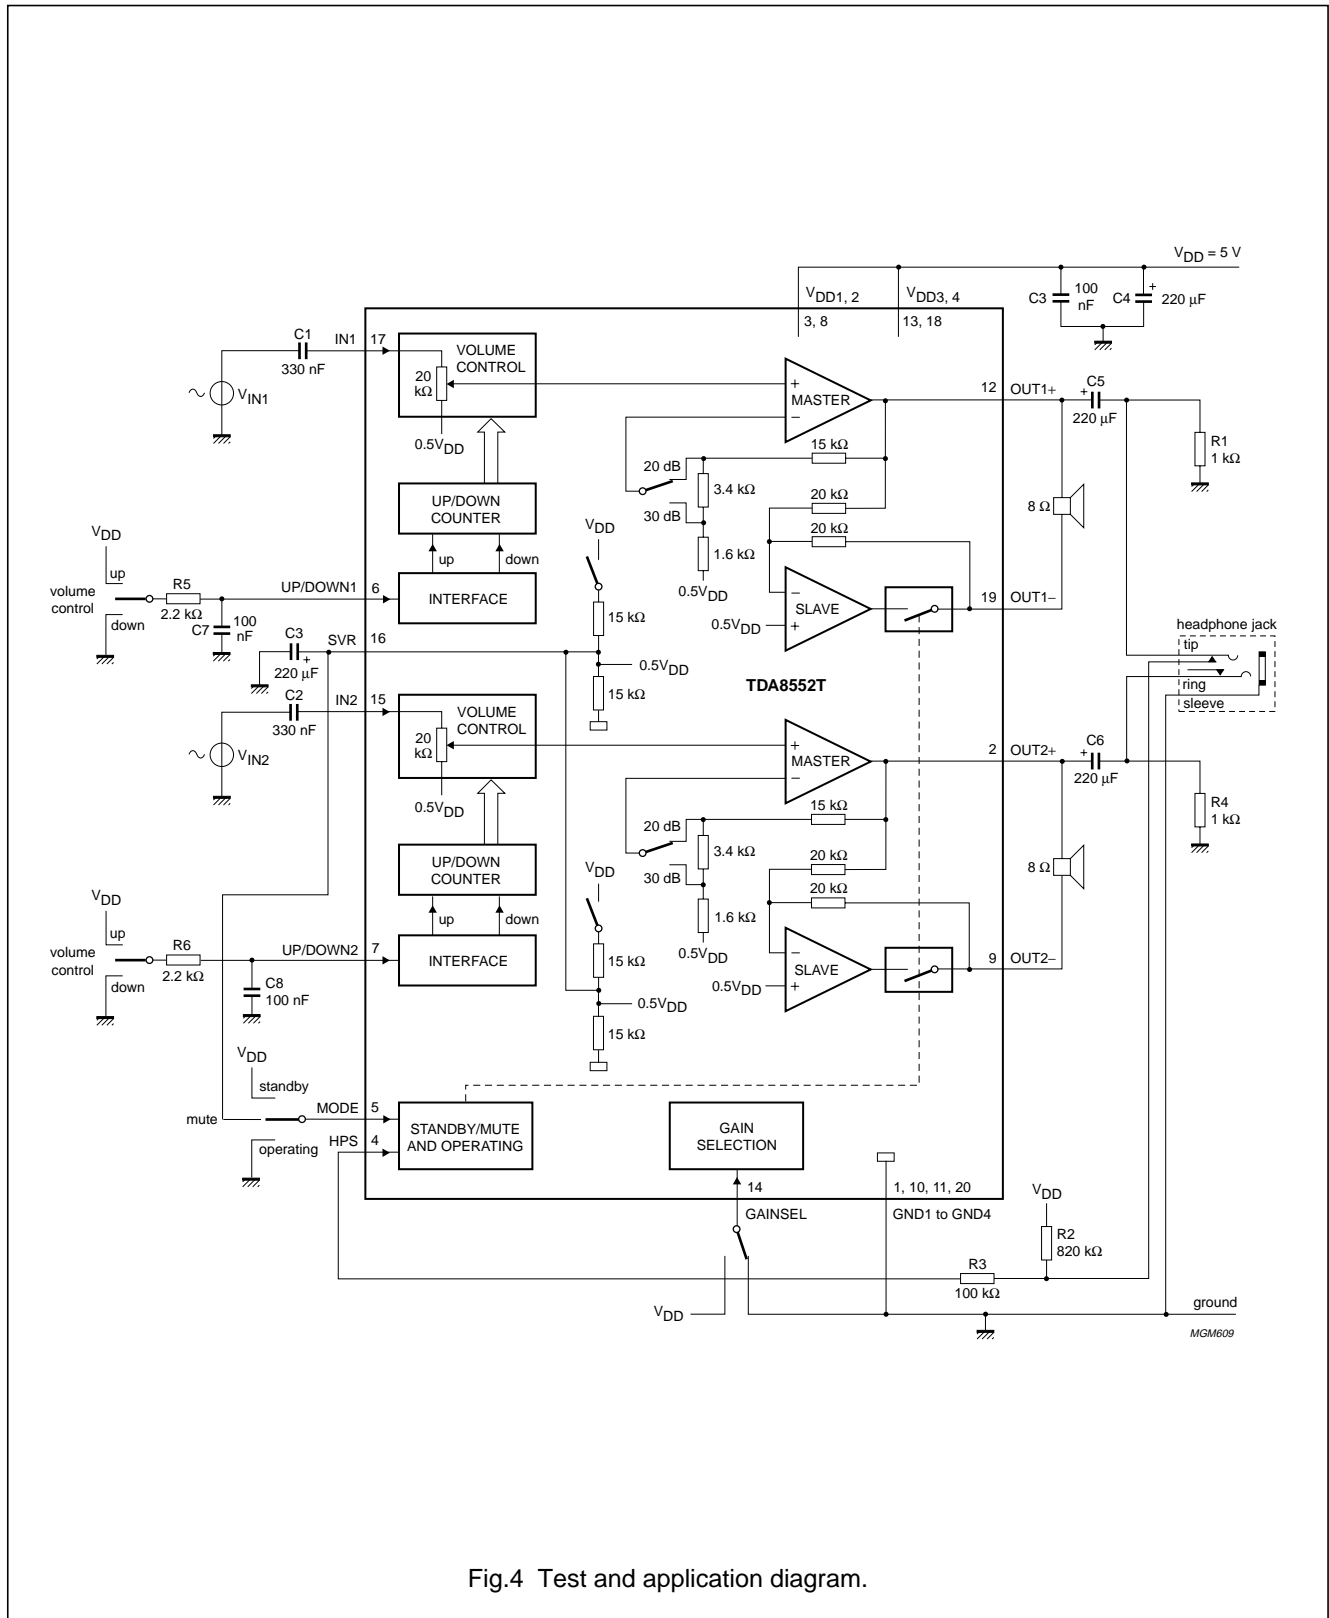 VDD = 5 V
VDD1, 2
VDD3, 4
C3
100
nF
C4
+
220 μF
3, 8
13, 18
C1
330 nF
IN1
17
VOLUME
CONTROL
20
kΩ
VIN1
0.5VDD
+
MASTER
−
12
OUT1+
+
C5
220 μF
R1
1 kΩ
15 kΩ
20 dB
3.4 kΩ
30 dB
20 kΩ
20 kΩ
8 Ω
UP/DOWN
COUNTER
VDD
1.6 kΩ
0.5VDD
up
down
VDD
up
volume
control
down
R5
2.2 kΩ
UP/DOWN1
6
INTERFACE
C7
100
nF
15 kΩ
−
SLAVE
0.5VDD
+
19
OUT1−
headphone jack
tip
ring
sleeve
C3
+
220 μF
SVR
16
0.5VDD
15 kΩ
TDA8552T
C2
330 nF
IN2
15
VOLUME
CONTROL
20
kΩ
VIN2
0.5VDD
+
MASTER
−
2
OUT2+
+
C6
220 μF
R4
1 kΩ
15 kΩ
20 dB
3.4 kΩ
30 dB
20 kΩ
20 kΩ
8 Ω
UP/DOWN
COUNTER
VDD
1.6 kΩ
0.5VDD
up
down
VDD
up
volume
control
down
R6
2.2 kΩ
UP/DOWN2
7
INTERFACE
C8
100 nF
15 kΩ
−
SLAVE
0.5VDD
+
9
OUT2−
0.5VDD
15 kΩ
VDD
standby
mute
operating
MODE
5
HPS
4
STANDBY/MUTE
AND OPERATING
GAIN
SELECTION
14
GAINSEL
1, 10, 11, 20
GND1 to GND4
VDD
R2
820 kΩ
R3
100 kΩ
VDD
ground
MGM609
Fig.4 Test and application diagram.